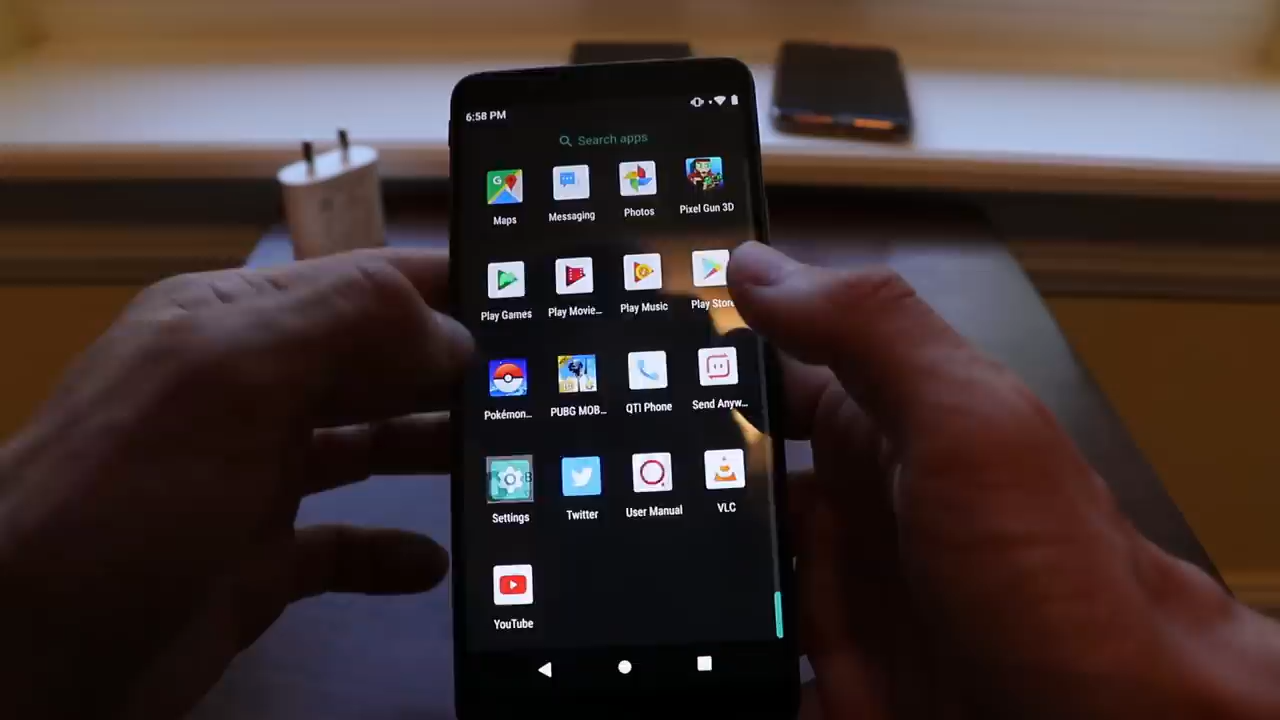 6:58 PM
Search apps
Maps
Messaging
Photos
Pixel Gun 3D
Play Games
Play Movie...
Play Music
Play Store
Pokémon...
PUBG MOB...
QTI Phone
Send Anyw...
Settings
Twitter
User Manual
VLC
YouTube